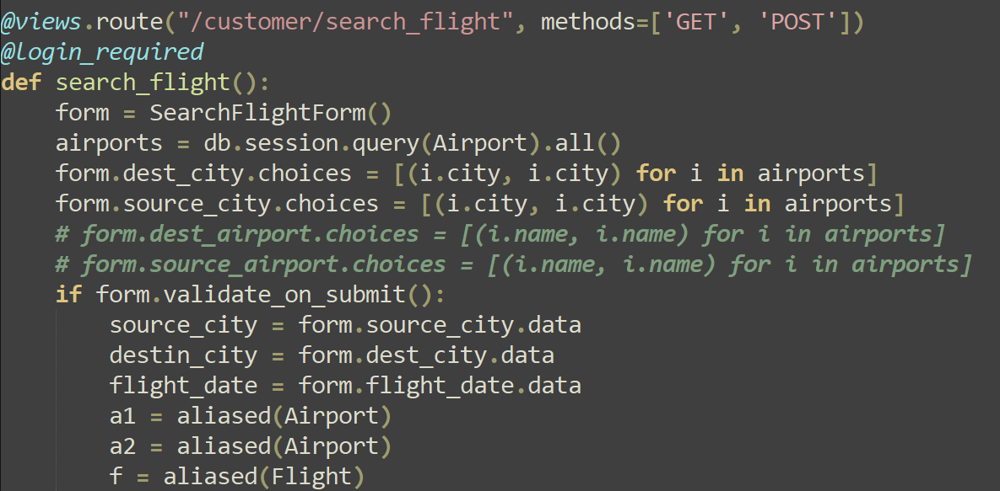 @views.route("/customer/search_flight", methods=['GET', 'POST'])
@login_required
def search_flight():
    form = SearchFlightForm()
    airports = db.session.query(Airport).all()
    form.dest_city.choices = [(i.city, i.city) for i in airports]
    form.source_city.choices = [(i.city, i.city) for i in airports]
    # form.dest_airport.choices = [(i.name, i.name) for i in airports]
    # form.source_airport.choices = [(i.name, i.name) for i in airports]
    if form.validate_on_submit():
        source_city = form.source_city.data
        destin_city = form.dest_city.data
        flight_date = form.flight_date.data
        a1 = aliased(Airport)
        a2 = aliased(Airport)
        f = aliased(Flight)